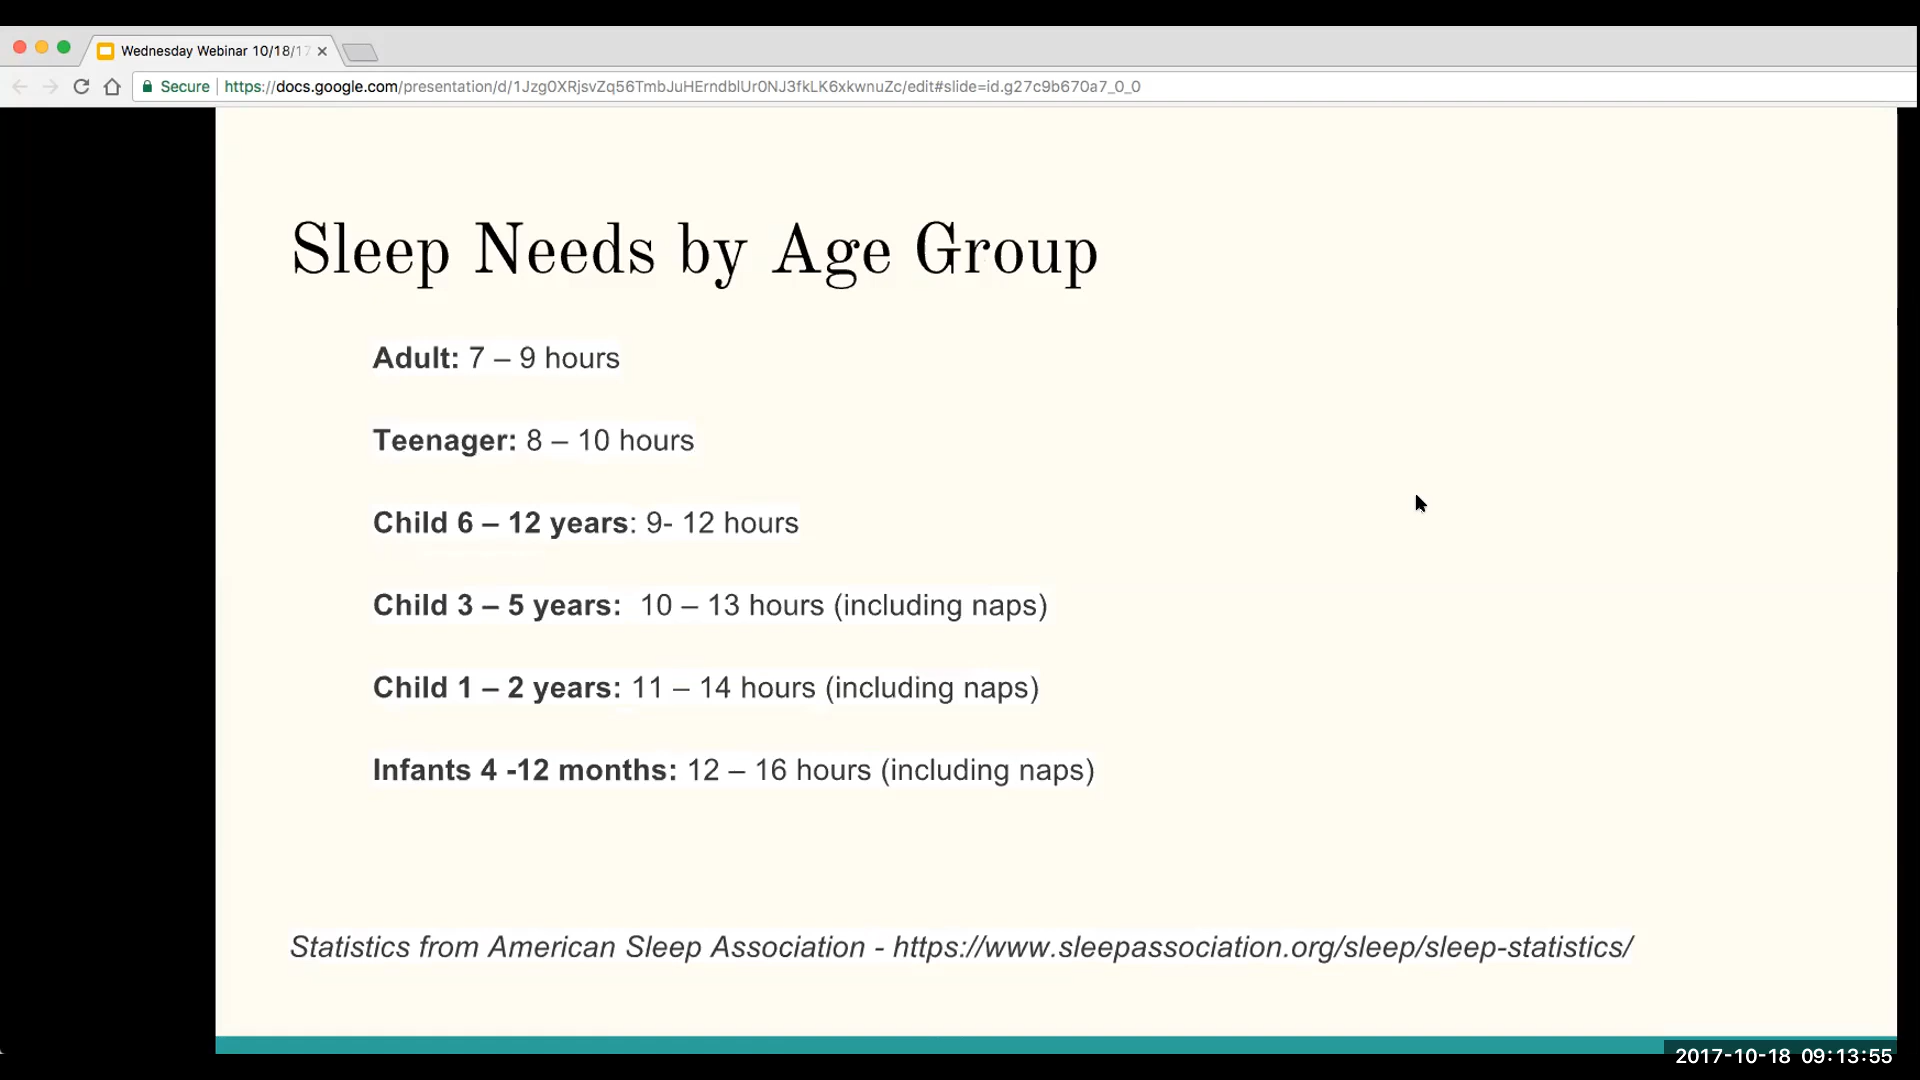 Wednesday Webinar 10/18/17
Secure https://docs.google.com/presentation/d/1Jzg0XRjsvZq56TmbJuHErndblUr0NJ3fkLK6xkwnuZc/edit#slide=id.g27c9b670a7_0_0
Sleep Needs by Age Group
Adult: 7 – 9 hours
Teenager: 8 – 10 hours
Child 6 – 12 years: 9- 12 hours
Child 3 – 5 years:  10 – 13 hours (including naps)
Child 1 – 2 years: 11 – 14 hours (including naps)
Infants 4 -12 months: 12 – 16 hours (including naps)
Statistics from American Sleep Association - https://www.sleepassociation.org/sleep/sleep-statistics/
2017-10-18 09:13:55